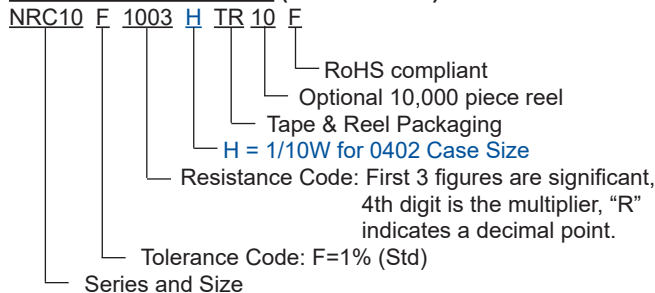 NRC10 F 1003 H TR 10 F
RoHS compliant
Optional 10,000 piece reel
Tape & Reel Packaging
H = 1/10W for 0402 Case Size
Resistance Code: First 3 figures are significant,
4th digit is the multiplier, “R”
indicates a decimal point.
Tolerance Code: F=1% (Std)
Series and Size